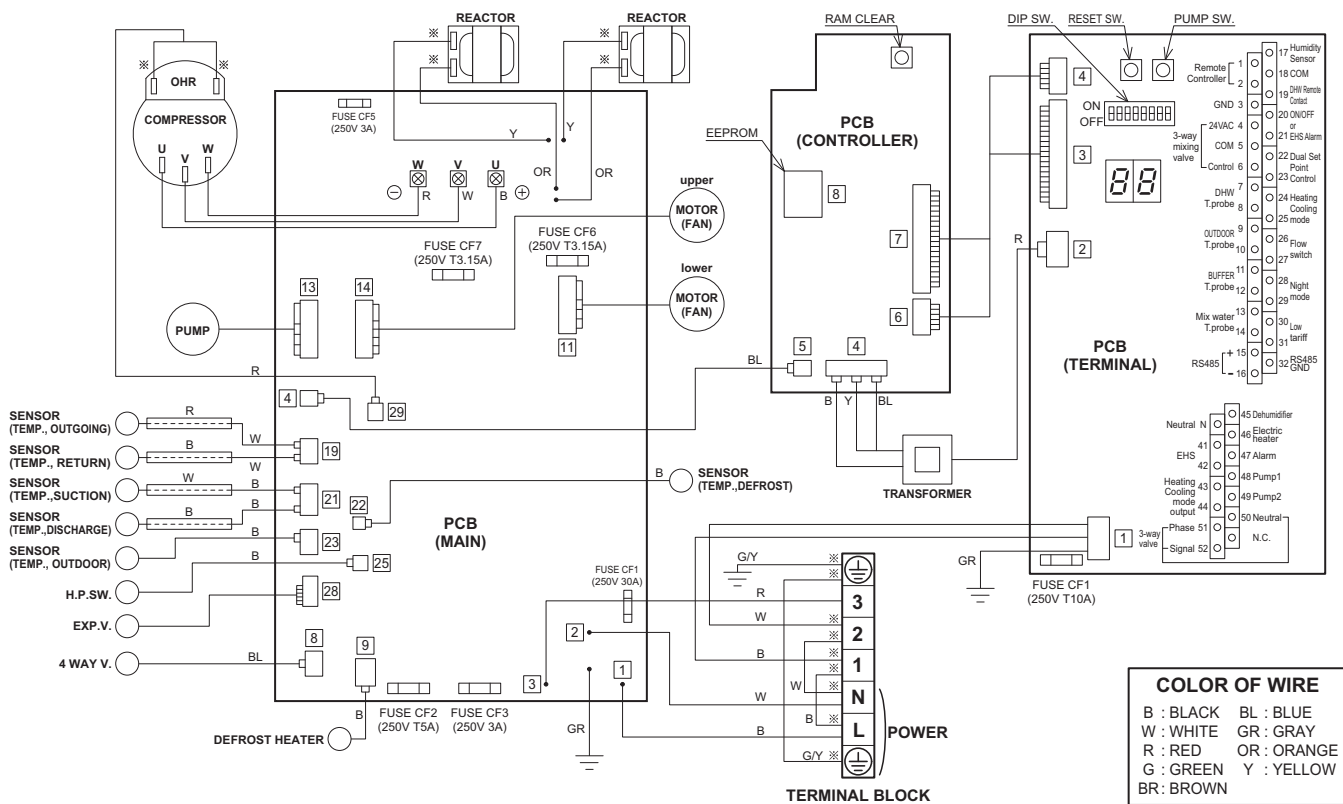 REACTOR
REACTOR
RAM CLEAR
DIP SW.
RESET SW.
PUMP SW.
※
※
※
※
※
※
OHR
COMPRESSOR
U
V
W
FUSE CF5
(250V 3A)
Y
Y
OR
OR
W
V
U
⊖
R
W
B
⊕
EEPROM
PCB
(CONTROLLER)
8
7
6
5
4
B
Y
BL
upper
MOTOR
(FAN)
lower
MOTOR
(FAN)
FUSE CF7
(250V T3.15A)
FUSE CF6
(250V T3.15A)
13
14
11
PUMP
R
4
29
BL
SENSOR
(TEMP., OUTGOING)
R
W
SENSOR
(TEMP., RETURN)
B
W
19
SENSOR
(TEMP.,SUCTION)
W
B
SENSOR
(TEMP.,DISCHARGE)
B
B
21
22
SENSOR
(TEMP., OUTDOOR)
B
23
H.P.SW.
B
25
EXP.V.
28
4 WAY V.
BL
8
9
B
DEFROST HEATER
FUSE CF2
(250V T5A)
FUSE CF3
(250V 3A)
PCB
(MAIN)
B
SENSOR
(TEMP.,DEFROST)
FUSE CF1
(250V 30A)
2
3
1
GR
TRANSFORMER
G/Y
※
※
R
3
W
※
2
B
※
1
※
W
※
N
W
B
※
L
B
G/Y
※
POWER
TERMINAL BLOCK
4
3
R
2
1
GR
FUSE CF1
(250V T10A)
ON
OFF
88
PCB
(TERMINAL)
Remote
Controller
1
2
GND 3
3-way
mixing
valve
24VAC 4
COM 5
Control 6
DHW
T.probe
7
8
OUTDOOR
T.probe
9
10
BUFFER
T.probe
11
12
Mix water
T.probe
13
14
RS485
+ 15
- 16
17 Humidity
Sensor
18 COM
19 DHW Remote
Contact
20 ON/OFF
or
21 EHS Alarm
22 Dual Set
Point
23 Control
24 Heating
Cooling
25 mode
26 Flow
27 switch
28 Night
29 mode
30 Low
31 tariff
32 RS485
GND
Neutral N
EHS
41
42
Heating
Cooling
mode
output
43
44
3-way
valve
Phase 51
Signal 52
45 Dehumidifier
46 Electric
heater
47 Alarm
48 Pump1
49 Pump2
50 Neutral
N.C.
COLOR OF WIRE
B : BLACK BL : BLUE
W : WHITE GR : GRAY
R : RED OR : ORANGE
G : GREEN Y : YELLOW
BR : BROWN